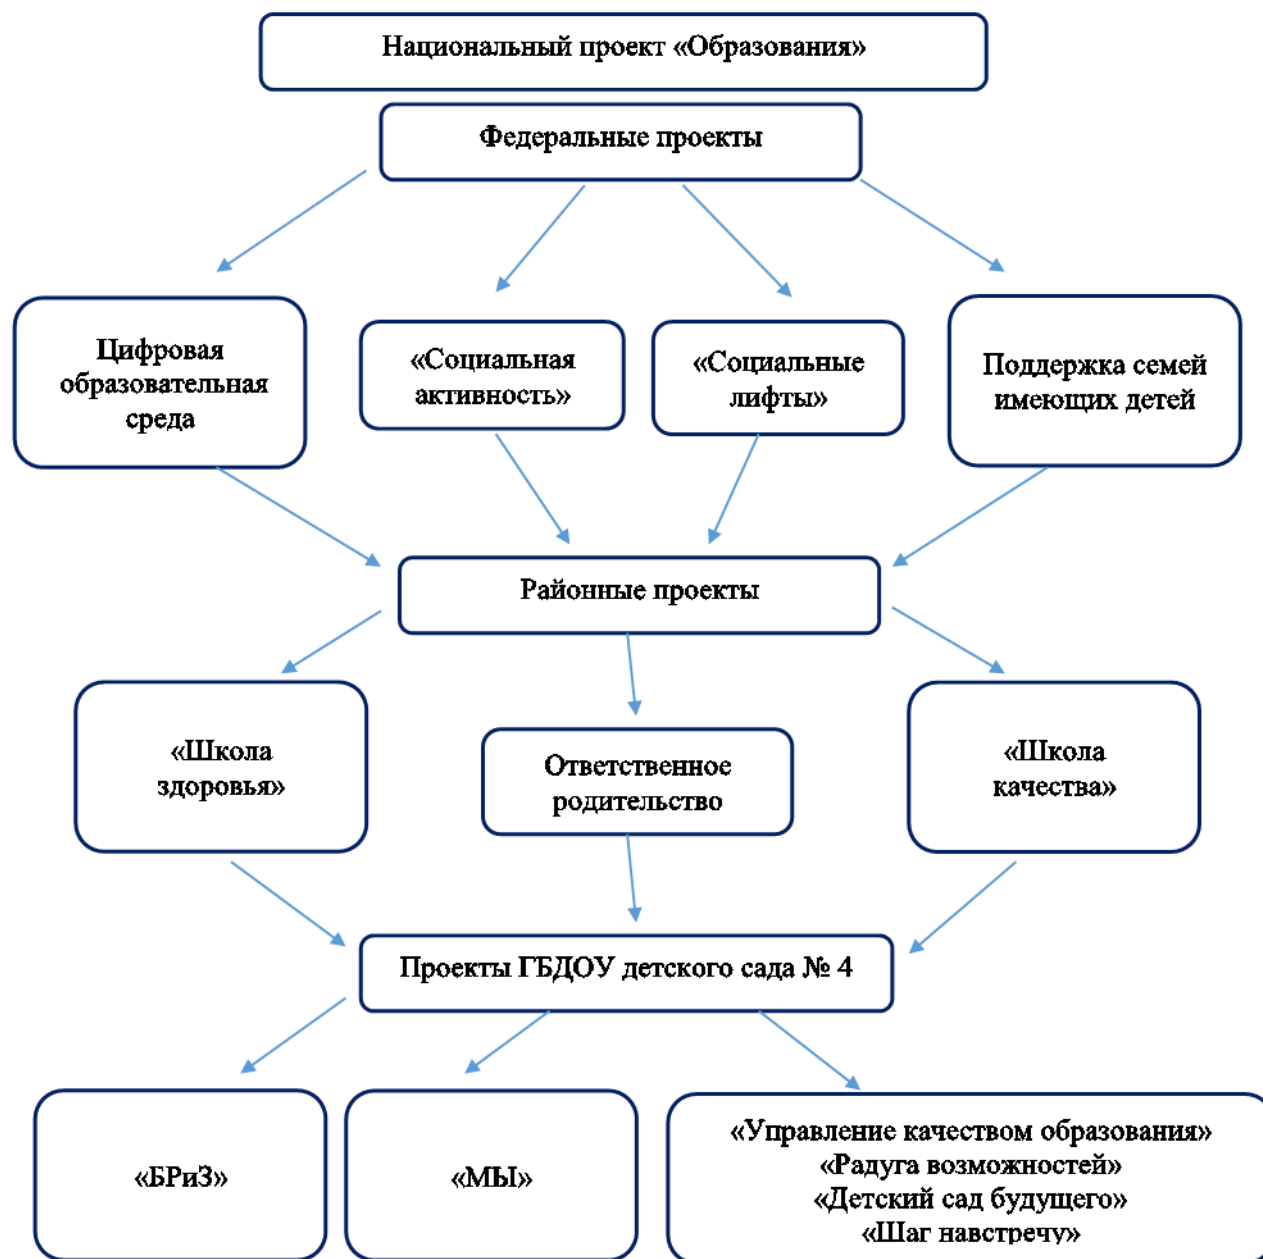 Национальный проект «Образования»
Федеральные проекты
Цифровая
образовательная
среда
«Социальная
активность»
«Социальные
лифты»
Поддержка семей
имеющих детей
Районные проекты
«Школа
здоровья»
Ответственное
родительство
«Школа
качества»
Проекты ГБДОУ детского сада № 4
«БРиЗ»
«МЫ»
«Управление качеством образования»
«Радуга возможностей»
«Детский сад будущего»
«Шаг навстречу»